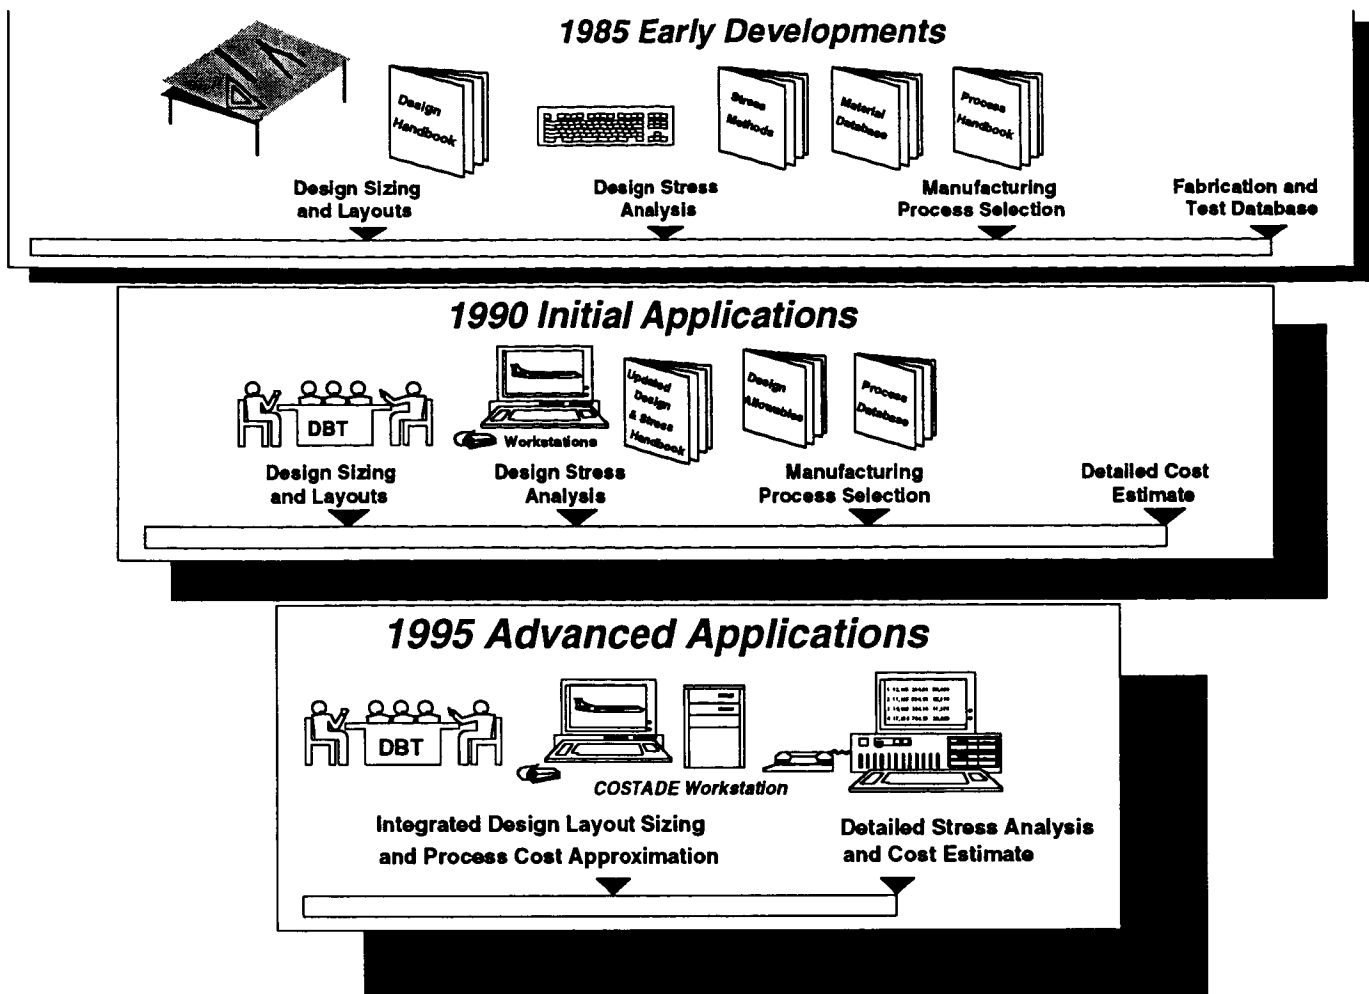 1985 Early Developments
Design
Handbook
Stress
Methods
Material
Database
Process
Handbook
Design Sizing
and Layouts
Design Stress
Analysis
Manufacturing
Process Selection
Fabrication and
Test Database
1990 Initial Applications
DBT
Workstations
Updated
Design
& Stress
Handbook
Design
Allowables
Process
Database
Design Sizing
and Layouts
Design Stress
Analysis
Manufacturing
Process Selection
Detailed Cost
Estimate
1995 Advanced Applications
DBT
COSTADE Workstation
Integrated Design Layout Sizing
and Process Cost Approximation
Detailed Stress Analysis
and Cost Estimate